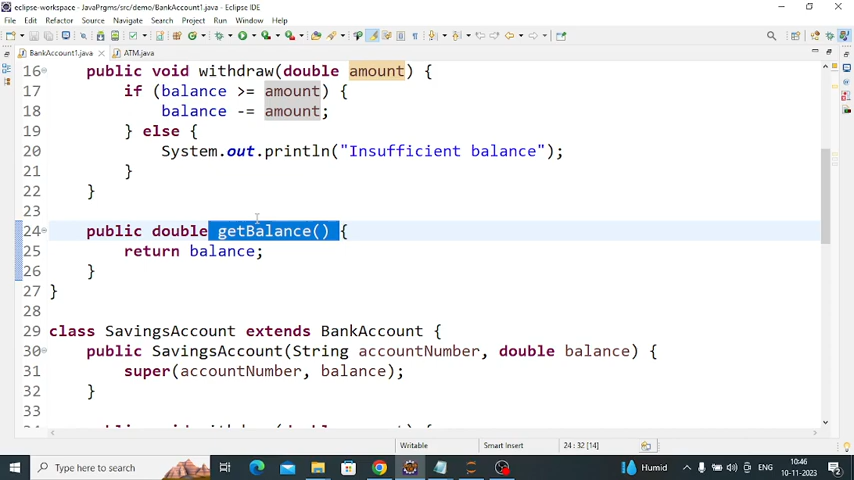 eclipse-workspace - JavaPrgms/src/demo/BankAccount1.java - Eclipse IDE
File Edit Refactor Source Navigate Search Project Run Window Help
BankAccount1.java ATM.java
16 public void withdraw(double amount) {
17 if (balance >= amount) {
18 balance -= amount;
19 } else {
20 System.out.println("Insufficient balance");
21 }
22 }
23
24 public double getBalance() {
25 return balance;
26 }
27 }
28
29 class SavingsAccount extends BankAccount {
30 public SavingsAccount(String accountNumber, double balance) {
31 super(accountNumber, balance);
32 }
33
Writable Smart Insert 24 : 32 [14]
Type here to search
Humid
ENG
10:46
10-11-2023
2